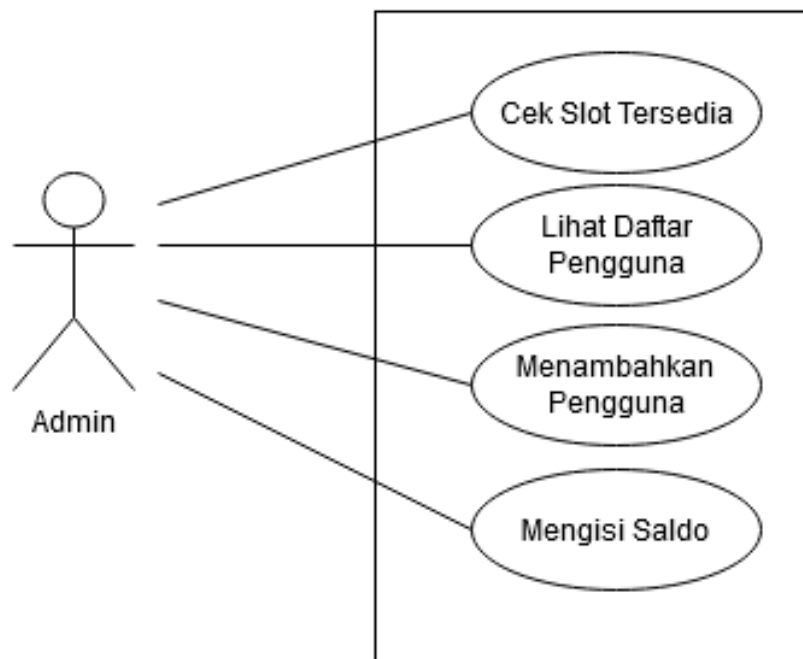 Cek Slot Tersedia
Lihat Daftar
Pengguna
Menambahkan
Pengguna
Admin
Mengisi Saldo